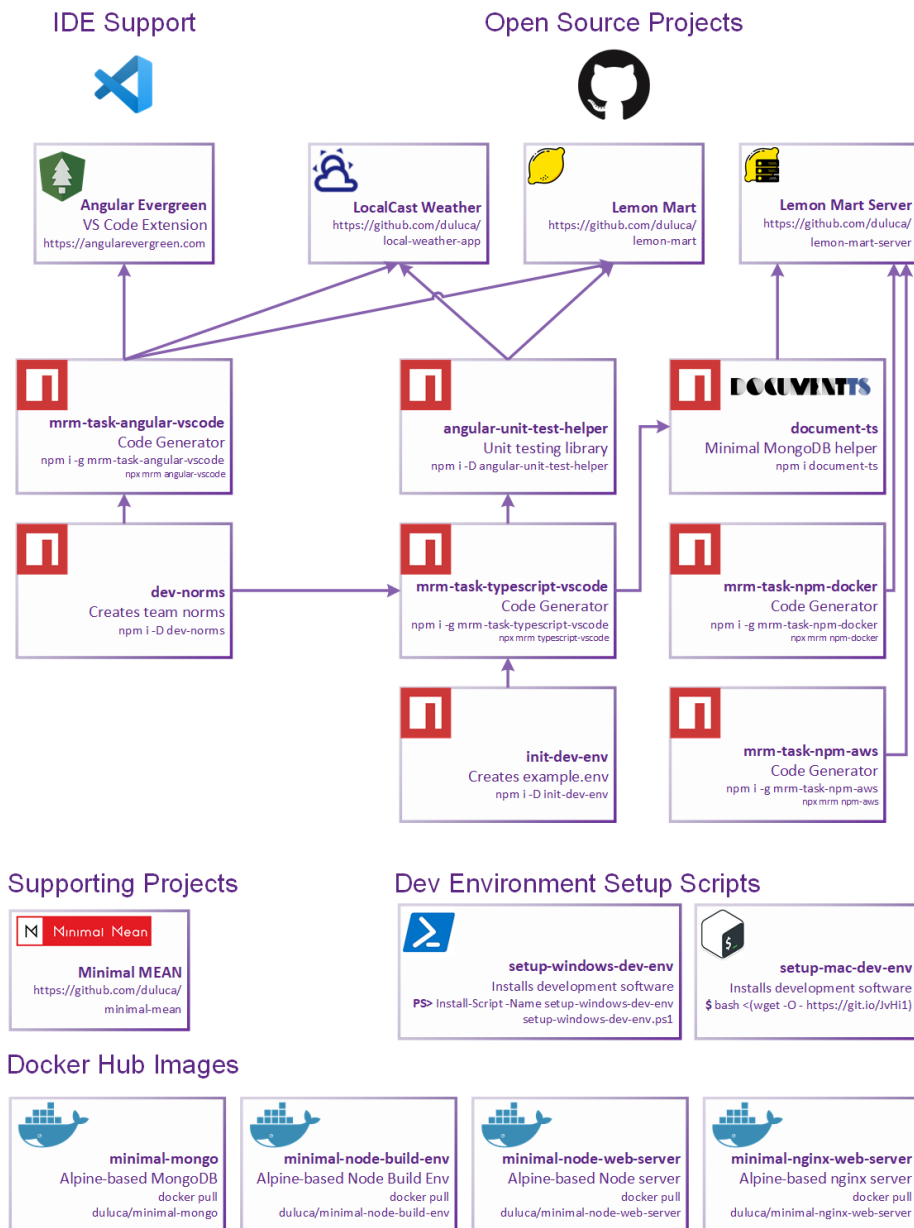 IDE Support
Open Source Projects
Angular Evergreen
VS Code Extension
https://angularevergreen.com
LocalCast Weather
https://github.com/duluca/
local-weather-app
Lemon Mart
https://github.com/duluca/
lemon-mart
Lemon Mart Server
https://github.com/duluca/
lemon-mart-server
mrm-task-angular-vscode
Code Generator
npm i -g mrm-task-angular-vscode
npx mrm angular-vscode
angular-unit-test-helper
Unit testing library
npm i -D angular-unit-test-helper
DOCUMENTTS
document-ts
Minimal MongoDB helper
npm i document-ts
dev-norms
Creates team norms
npm i -D dev-norms
mrm-task-typescript-vscode
Code Generator
npm i -g mrm-task-typescript-vscode
npx mrm typescript-vscode
mrm-task-npm-docker
Code Generator
npm i -g mrm-task-npm-docker
npx mrm npm-docker
init-dev-env
Creates example.env
npm i -D init-dev-env
mrm-task-npm-aws
Code Generator
npm i -g mrm-task-npm-aws
npx mrm npm-aws
Supporting Projects
Dev Environment Setup Scripts
M Minimal Mean
Minimal MEAN
https://github.com/duluca/
minimal-mean
setup-windows-dev-env
Installs development software
PS> Install-Script -Name setup-windows-dev-env
setup-windows-dev-env.ps1
$_
setup-mac-dev-env
Installs development software
$ bash <(wget -O - https://git.io/JvHi1)
Docker Hub Images
minimal-mongo
Alpine-based MongoDB
docker pull
duluca/minimal-mongo
minimal-node-build-env
Alpine-based Node Build Env
docker pull
duluca/minimal-node-build-env
minimal-node-web-server
Alpine-based Node server
docker pull
duluca/minimal-node-web-server
minimal-nginx-web-server
Alpine-based nginx server
docker pull
duluca/minimal-nginx-web-server